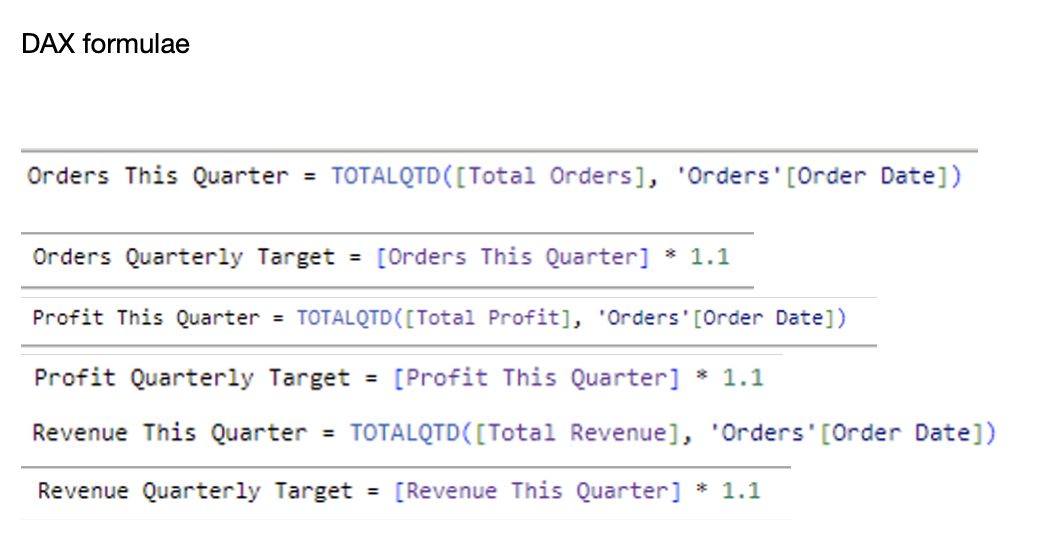 DAX formulae
Orders This Quarter = TOTALQTD([Total Orders], 'Orders'[Order Date])
Orders Quarterly Target = [Orders This Quarter] * 1.1
Profit This Quarter = TOTALQTD([Total Profit], 'Orders'[Order Date])
Profit Quarterly Target = [Profit This Quarter] * 1.1
Revenue This Quarter = TOTALQTD([Total Revenue], 'Orders'[Order Date])
Revenue Quarterly Target = [Revenue This Quarter] * 1.1